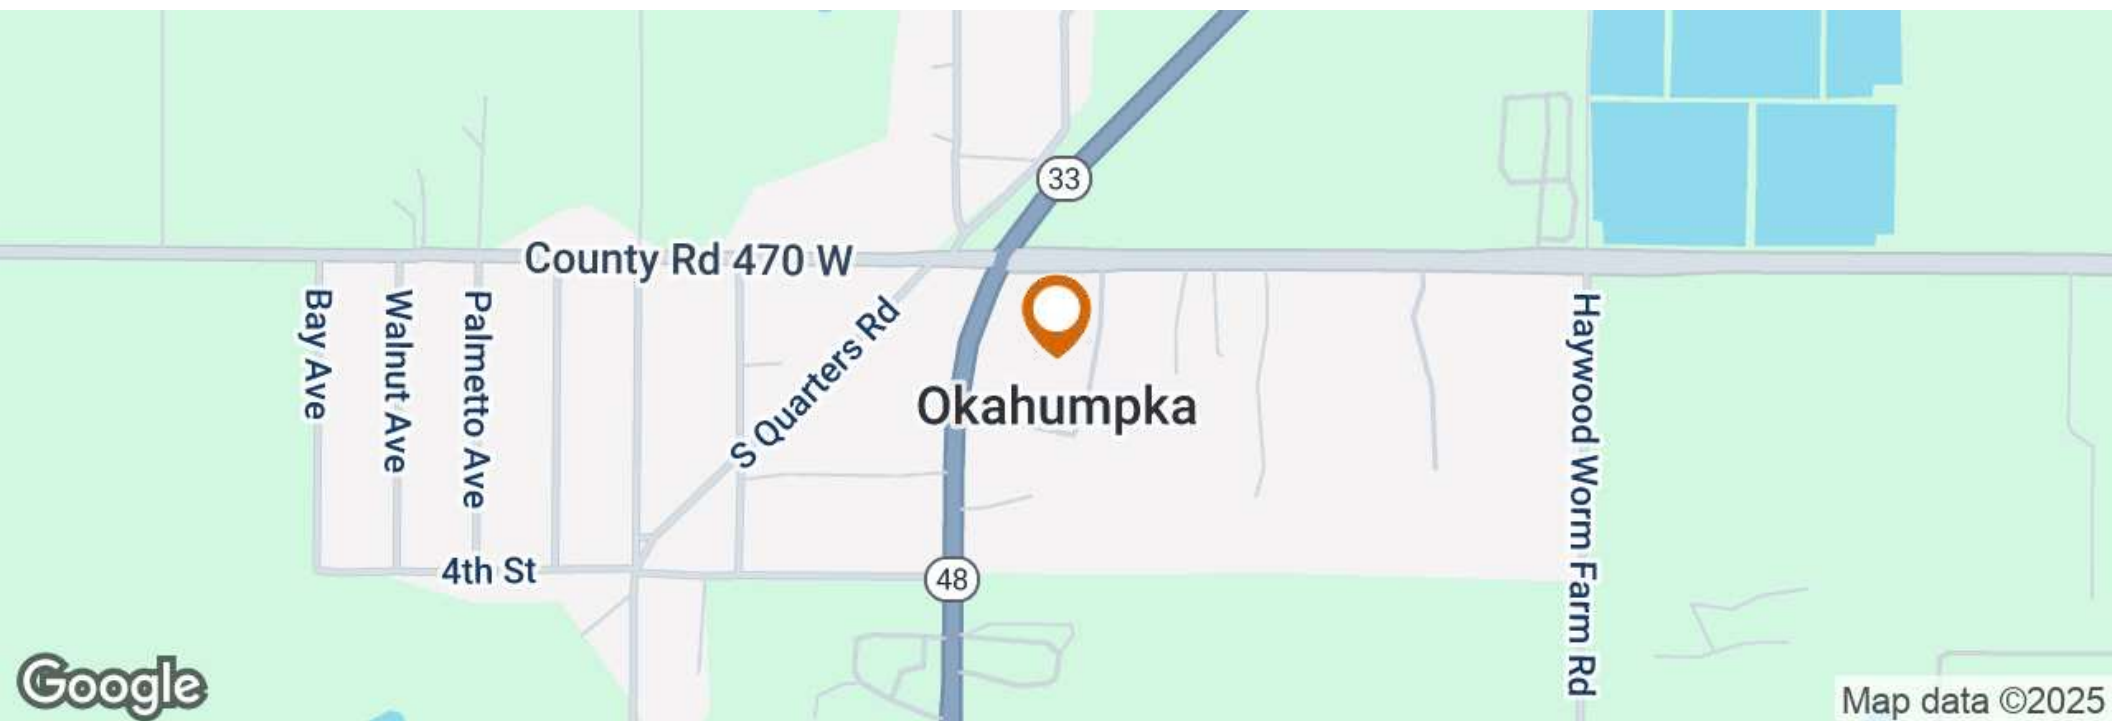 33
County Rd 470 W
Bay Ave
Walnut Ave
Palmetto Ave
S Quarters Rd
Okahumpka
Haywood Worm Farm Rd
4th St
48
Google
Map data ©2025